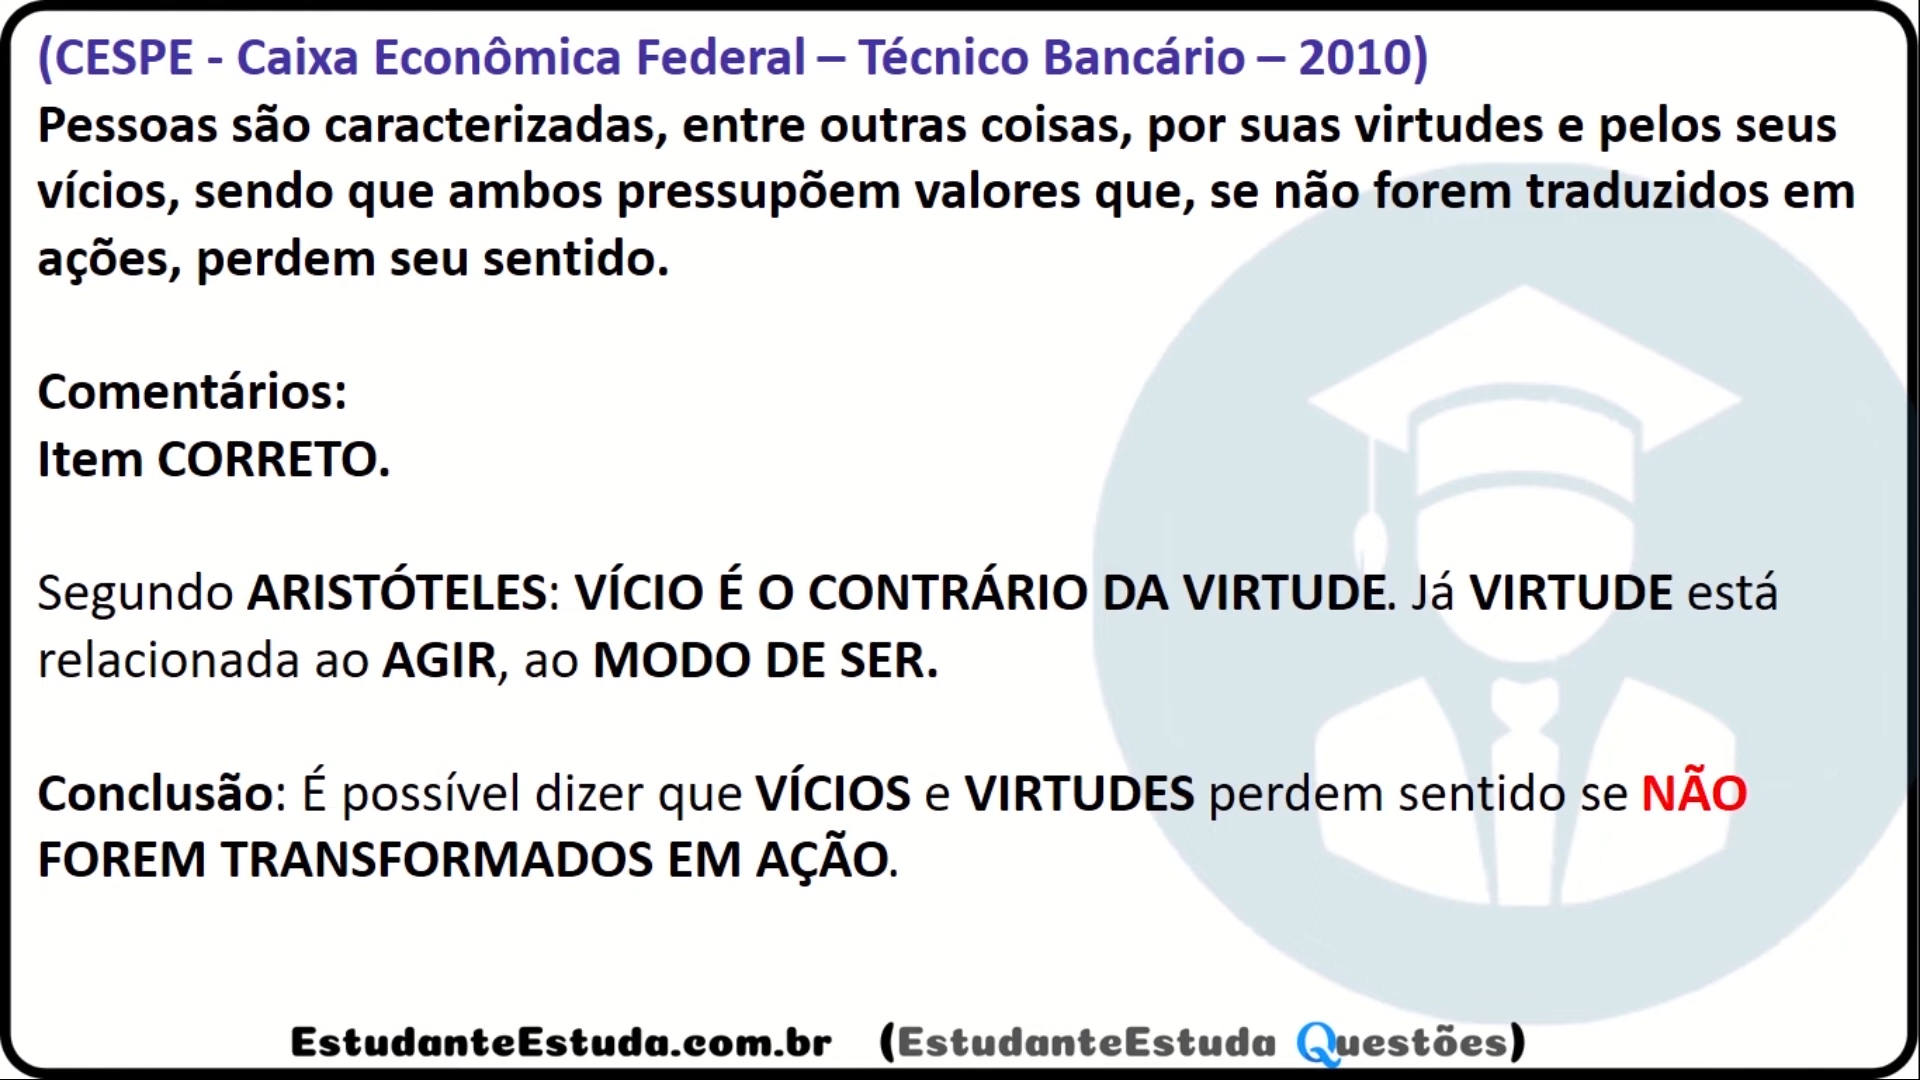 (CESPE - Caixa Econômica Federal – Técnico Bancário – 2010)
Pessoas são caracterizadas, entre outras coisas, por suas virtudes e pelos seus
vícios, sendo que ambos pressupõem valores que, se não forem traduzidos em
ações, perdem seu sentido.
Comentários:
Item CORRETO.
Segundo ARISTÓTELES: VÍCIO É O CONTRÁRIO DA VIRTUDE. Já VIRTUDE está
relacionada ao AGIR, ao MODO DE SER.
Conclusão: É possível dizer que VÍCIOS e VIRTUDES perdem sentido se NÃO
FOREM TRANSFORMADOS EM AÇÃO.
EstudanteEstuda.com.br (EstudanteEstuda Questões)